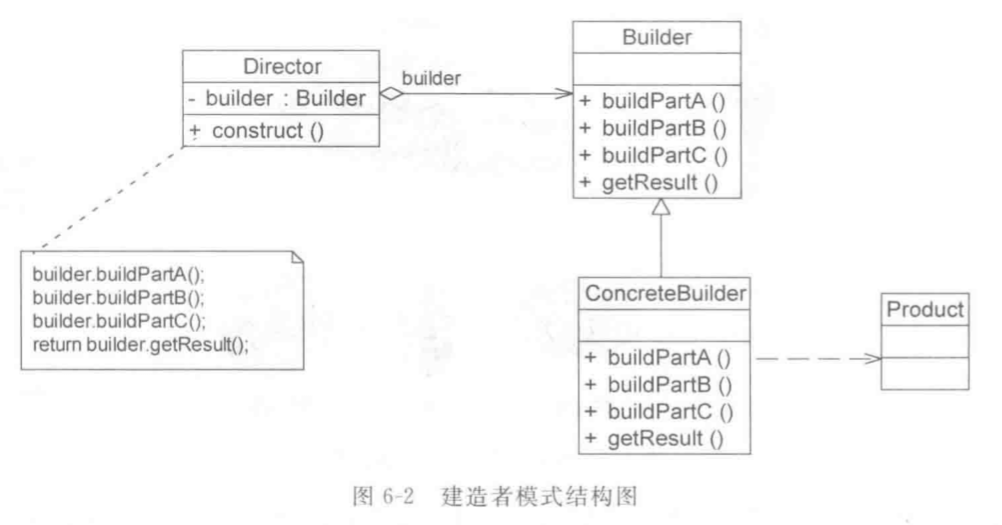 Director
- builder : Builder
+ construct ()
builder
Builder
+ buildPartA ()
+ buildPartB ()
+ buildPartC ()
+ getResult ()
builder.buildPartA();
builder.buildPartB();
builder.buildPartC();
return builder.getResult();
ConcreteBuilder
+ buildPartA ()
+ buildPartB ()
+ buildPartC ()
+ getResult ()
Product
图 6-2 建造者模式结构图